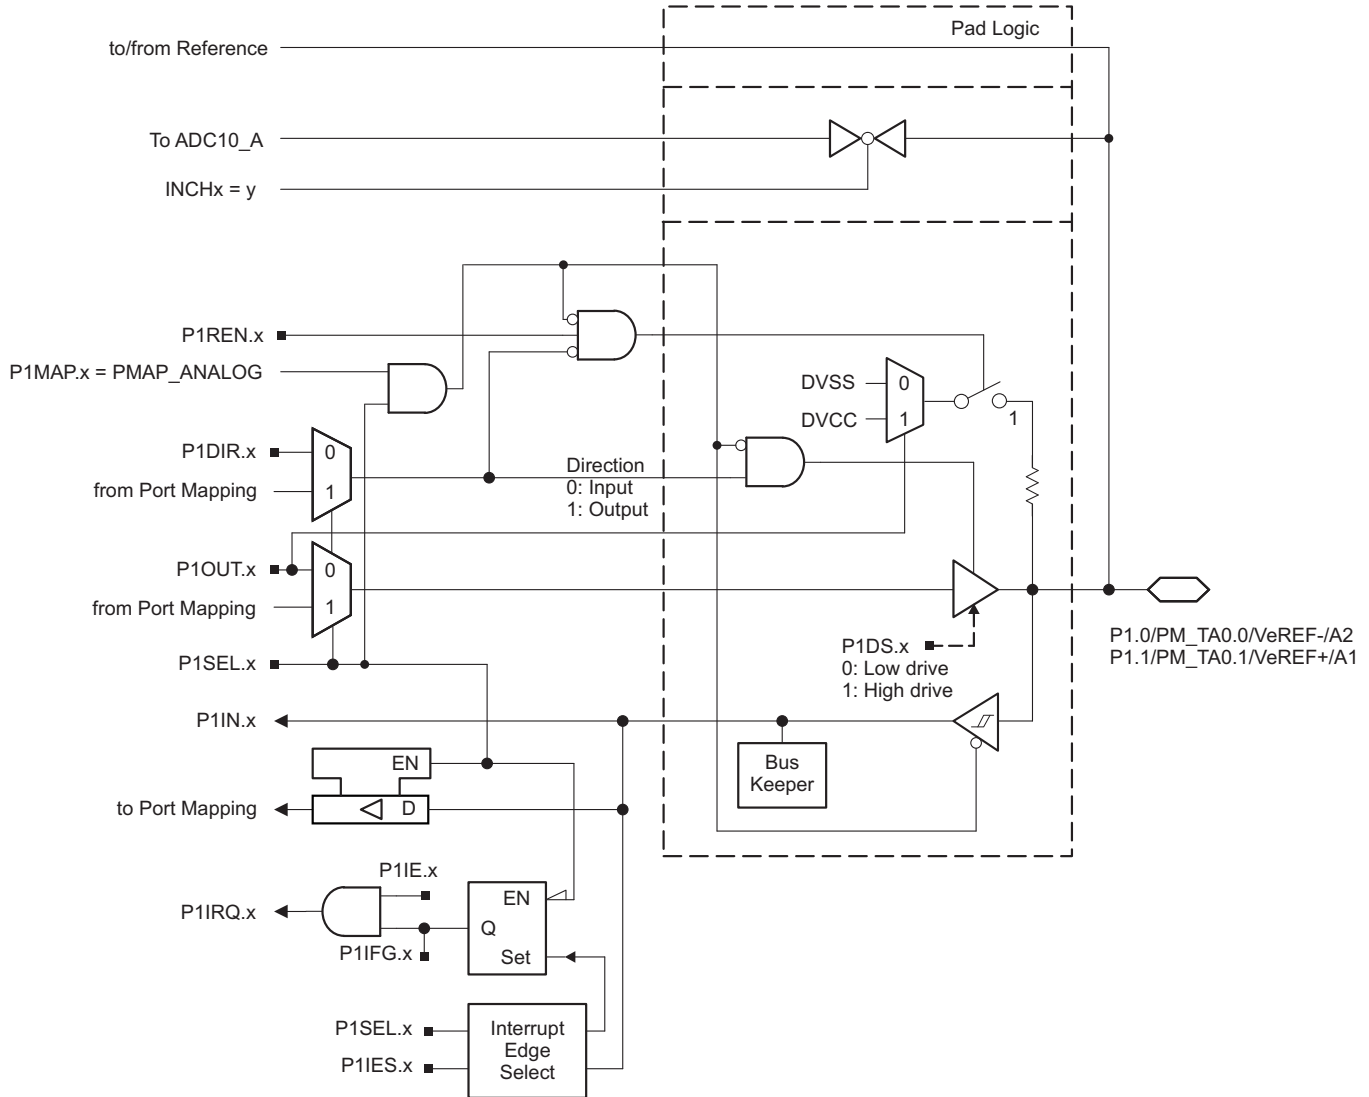 Pad Logic
to/from Reference
To ADC10_A
INCHx = y
P1REN.x
P1MAP.x = PMAP_ANALOG
DVSS
0
DVCC
1
1
P1DIR.x
0
from Port Mapping
1
Direction
0: Input
1: Output
P1OUT.x
0
from Port Mapping
1
P1SEL.x
P1DS.x
0: Low drive
1: High drive
P1.0/PM_TA0.0/VeREF-/A2
P1.1/PM_TA0.1/VeREF+/A1
P1IN.x
Bus
Keeper
EN
to Port Mapping
D
P1IE.x
P1IRQ.x
EN
Q
P1IFG.x
Set
P1SEL.x
P1IES.x
Interrupt
Edge
Select